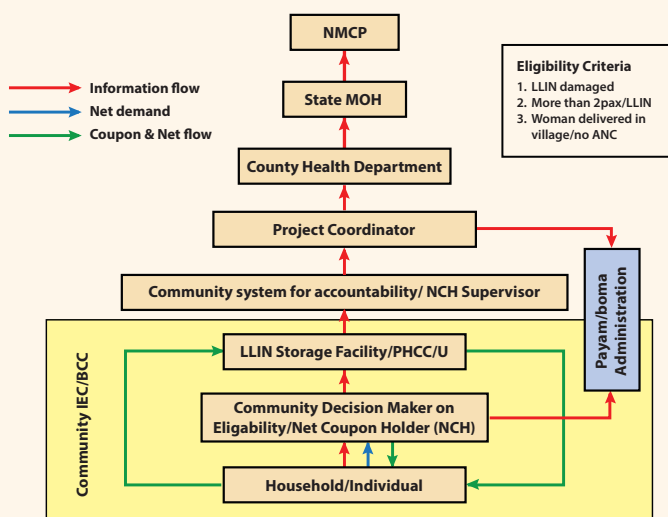 NMCP
Information flow
Net demand
Coupon & Net flow
State MOH
Eligibility Criteria
1. LLIN damaged
2. More than 2pax/LLIN
3. Woman delivered in
village/no ANC
County Health Department
Project Coordinator
Community system for accountability/ NCH Supervisor
Payam/boma
Administration
Community IEC/BCC
LLIN Storage Facility/PHCC/U
Community Decision Maker on
Eligability/Net Coupon Holder (NCH)
Household/Individual